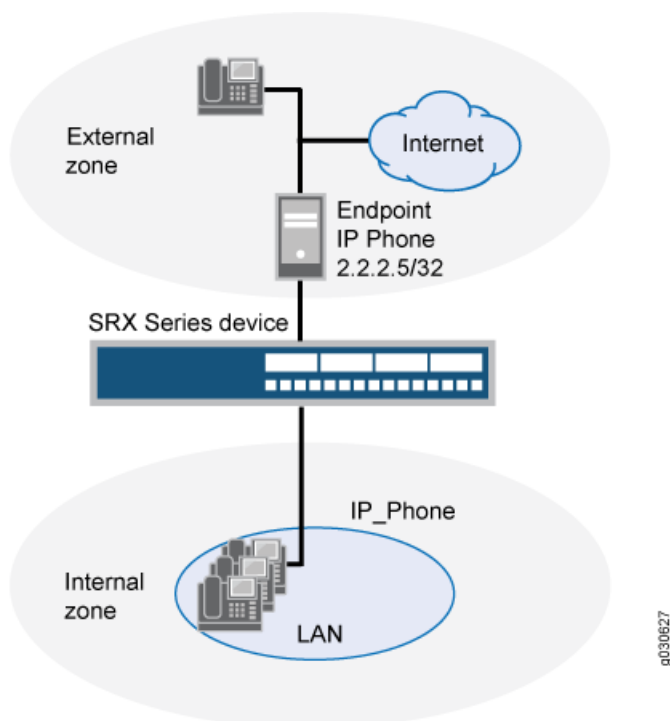 External
zone
Internet
Endpoint
IP Phone
2.2.2.5/32
SRX Series device
IP_Phone
Internal
zone
LAN
g030627